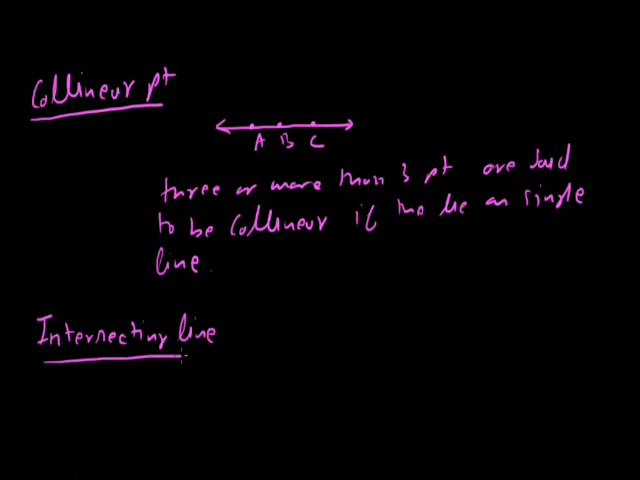 Collinear pt
A B C
three or more than 3 pt are said
to be Collinear if the lie on single
line.
Intersecting line